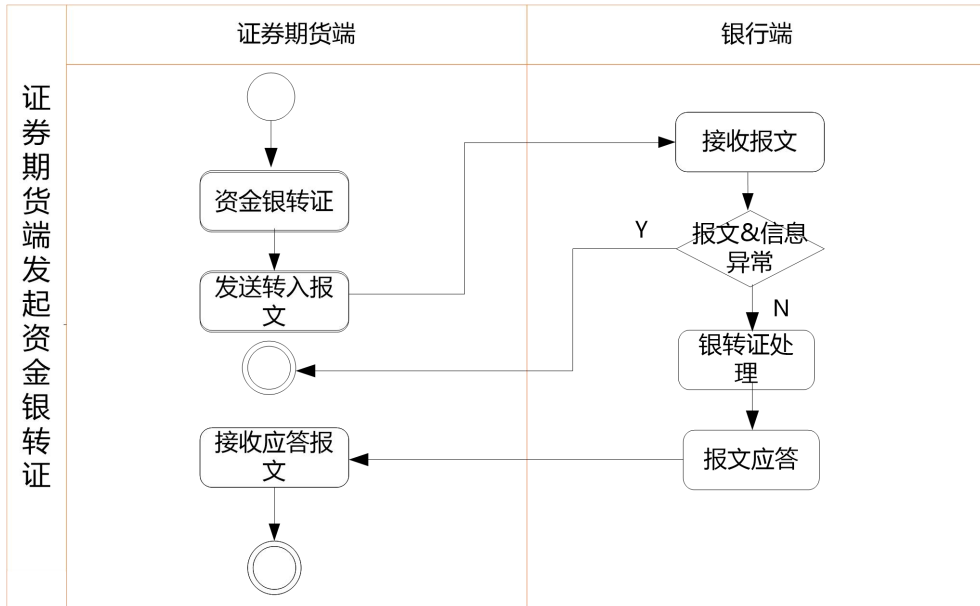 证券期货端发起资金银转证
证券期货端
银行端
资金银转证
发送转入报
文
接收报文
报文&信息
异常
Y
N
银转证处
理
报文应答
接收应答报
文